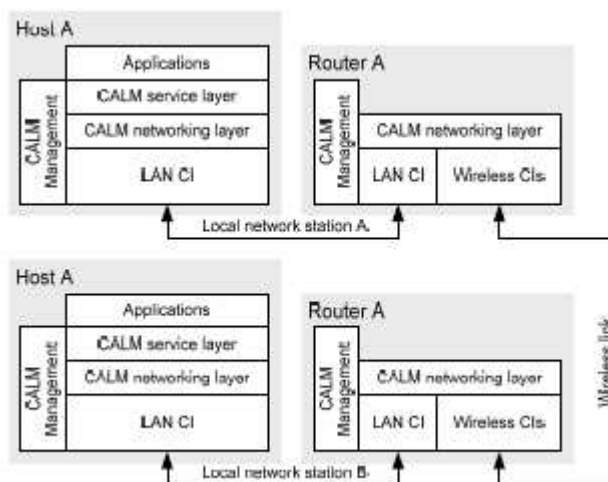 Host A
Applications
CALM service layer
CALM networking layer
LAN CI
CALM Management
Router A
CALM networking layer
CALM Management
LAN CI
Wireless CIs
Local network station A
Host A
Applications
CALM service layer
CALM networking layer
LAN CI
CALM Management
Router A
CALM networking layer
CALM Management
LAN CI
Wireless CIs
Local network station B
Wireless link